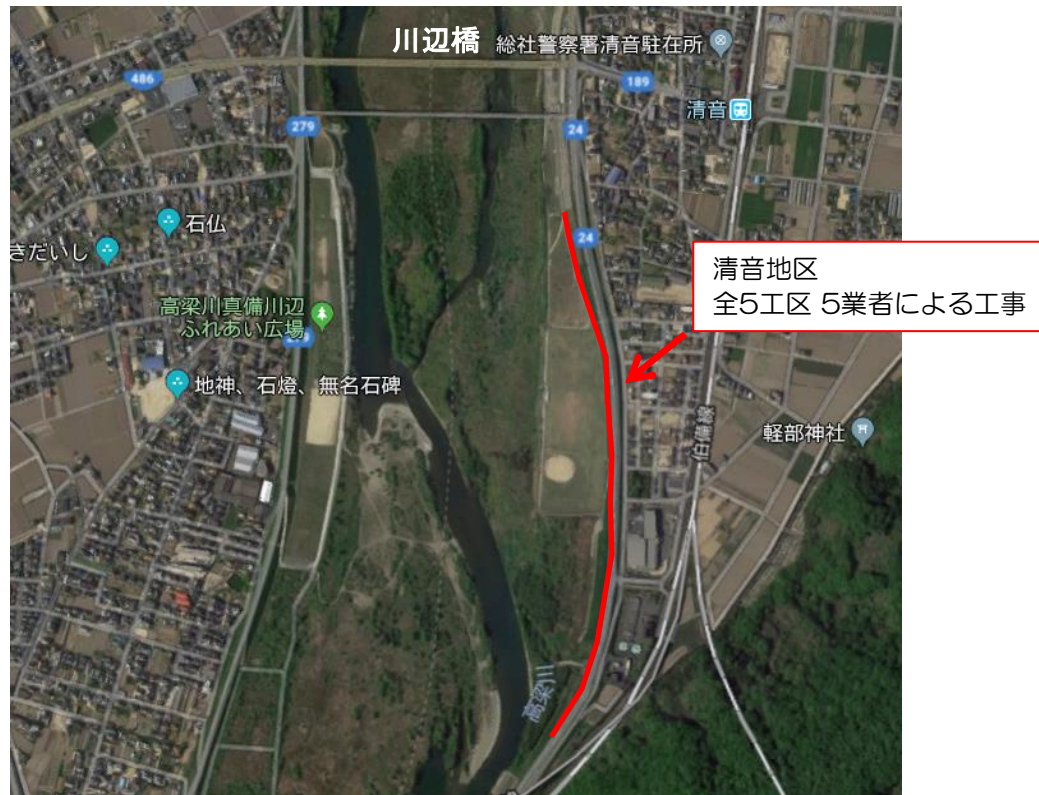 川辺橋
総社警察署清音駐在所
486
189
清音
279
24
石仏
24
きだいし
清音地区
全5工区 5業者による工事
高梁川真備川辺
ふれあい広場
地神、石燈、無名石碑
伯備線
軽部神社
高梁川